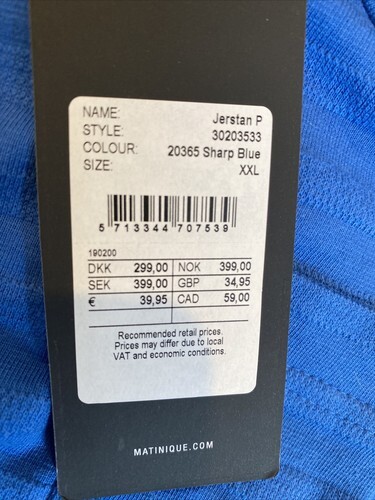 NAME: Jerstan P
STYLE: 30203533
COLOUR: 20365 Sharp Blue
SIZE: XXL
5 713344 707539
190200
DKK 299,00 NOK 399,00
SEK 399,00 GBP 34,95
€ 39,95 CAD 59,00
Recommended retail prices.
Prices may differ due to local
VAT and economic conditions.
MATINIQUE.COM